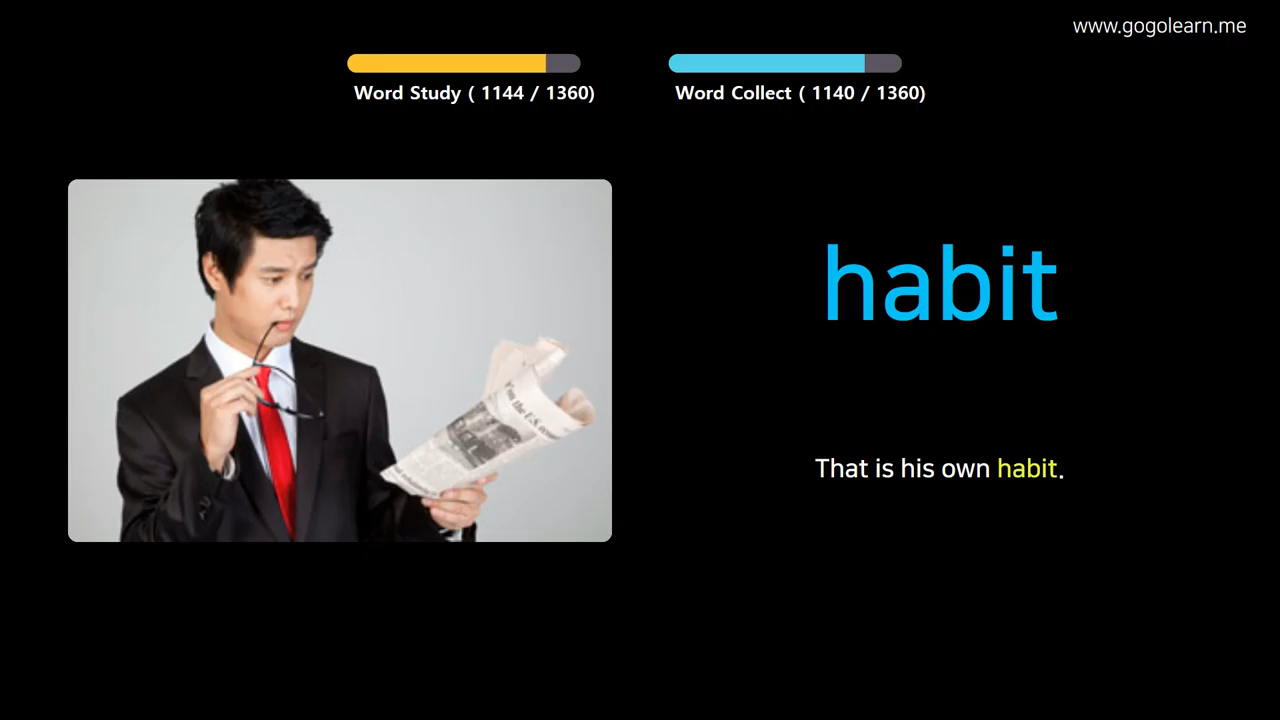 www.gogolearn.me
Word Study ( 1144 / 1360)
Word Collect ( 1140 / 1360)
habit
That is his own habit.